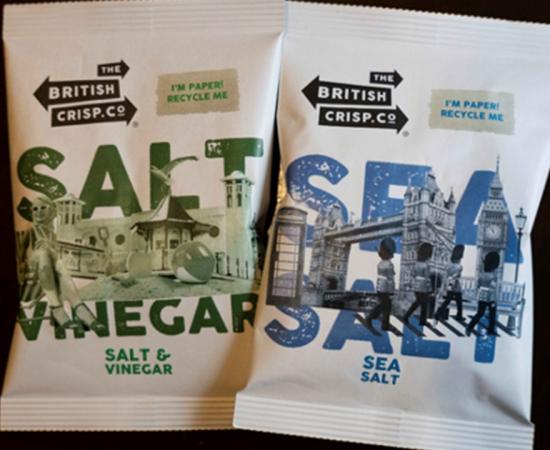 THE
BRITISH
CRISP.Co
I'M PAPER!
RECYCLE ME
SALT
VINEGAR
SALT &
VINEGAR
THE
BRITISH
CRISP.Co
®
I'M PAPER!
RECYCLE ME
SEA
SALT
SEA
SALT